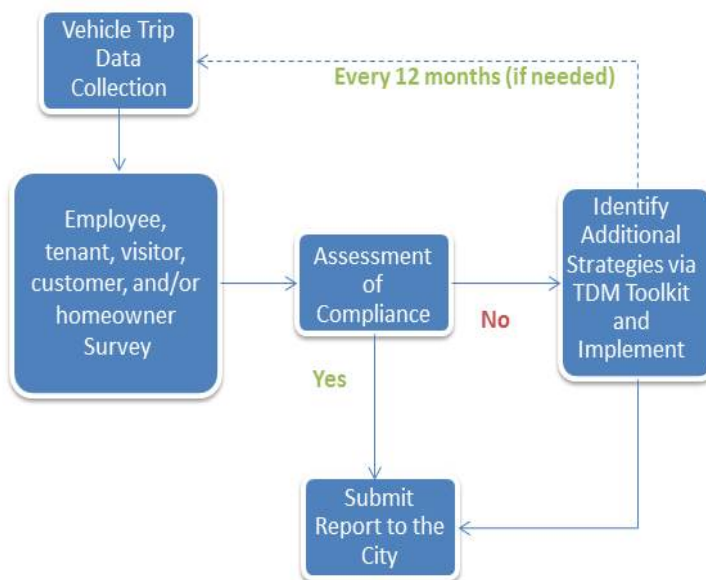 Vehicle Trip
Data
Collection
Every 12 months (if needed)
Employee,
tenant, visitor,
customer, and/or
homeowner
Survey
Assessment
of
Compliance
No
Yes
Identify
Additional
Strategies via
TDM Toolkit
and
Implement
Submit
Report to the
City